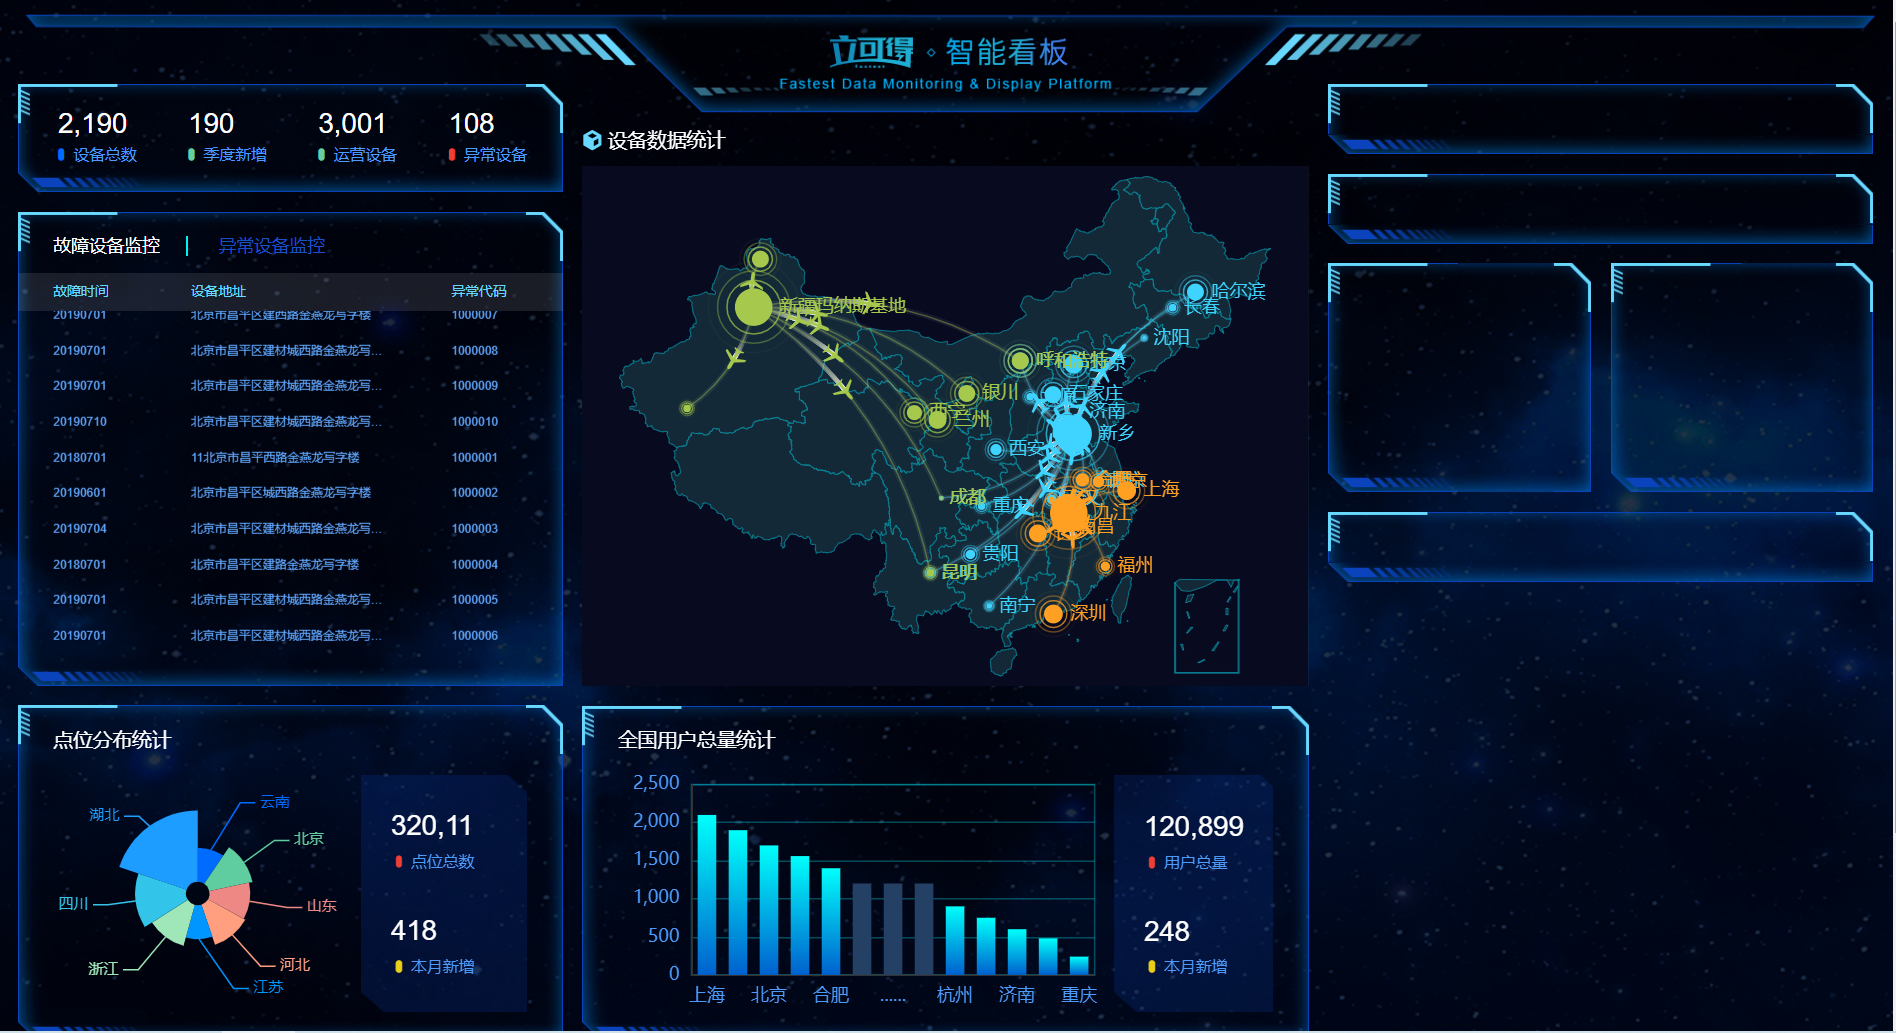 立可得 智能看板
Fastest Data Monitoring & Display Platform
2,190 190 3,001 108
设备总数 季度新增 运营设备 异常设备
故障设备监控 异常设备监控
故障时间 设备地址 异常代码
20190701 北京市昌平区建西路金燕龙写字楼 1000007
20190701 北京市昌平区建材城西路金燕龙写... 1000008
20190701 北京市昌平区建材城西路金燕龙写... 1000009
20190710 北京市昌平区建材城西路金燕龙写... 1000010
20180701 11北京市昌平西路金燕龙写字楼 1000001
20190601 北京市昌平区城西路金燕龙写字楼 1000002
20190704 北京市昌平区建材城西路金燕龙写... 1000003
20180701 北京市昌平区建路金燕龙写字楼 1000004
20190701 北京市昌平区建材城西路金燕龙写... 1000005
20190701 北京市昌平区建材城西路金燕龙写... 1000006
点位分布统计
云南
湖北
北京
四川
山东
浙江
河北
江苏
320,11
点位总数
418
本月新增
设备数据统计
新疆玛纳斯基地
哈尔滨
长春
沈阳
呼和浩特
石家庄
银川
济南
兰州
新乡
西安
上海
成都
重庆
九江
南昌
贵阳
福州
昆明
南宁
深圳
全国用户总量统计
2,500
2,000
1,500
1,000
500
0
上海 北京 合肥 ...... 杭州 济南 重庆
120,899
用户总量
248
本月新增